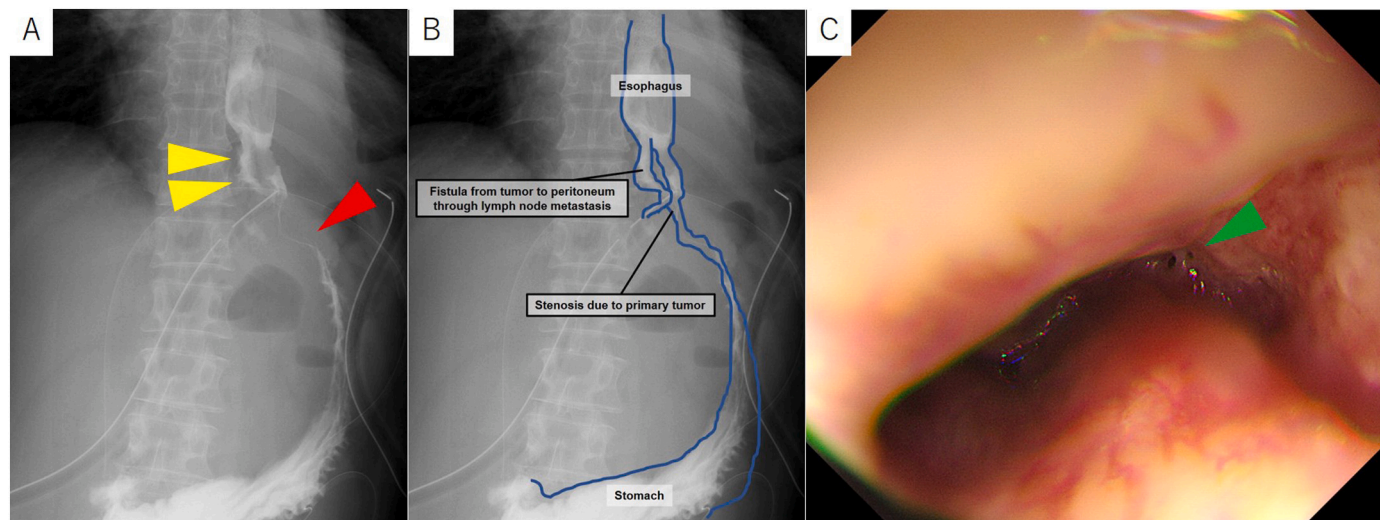 A
B
C
Esophagus
Fistula from tumor to peritoneum
through lymph node metastasis
Stenosis due to primary tumor
Stomach